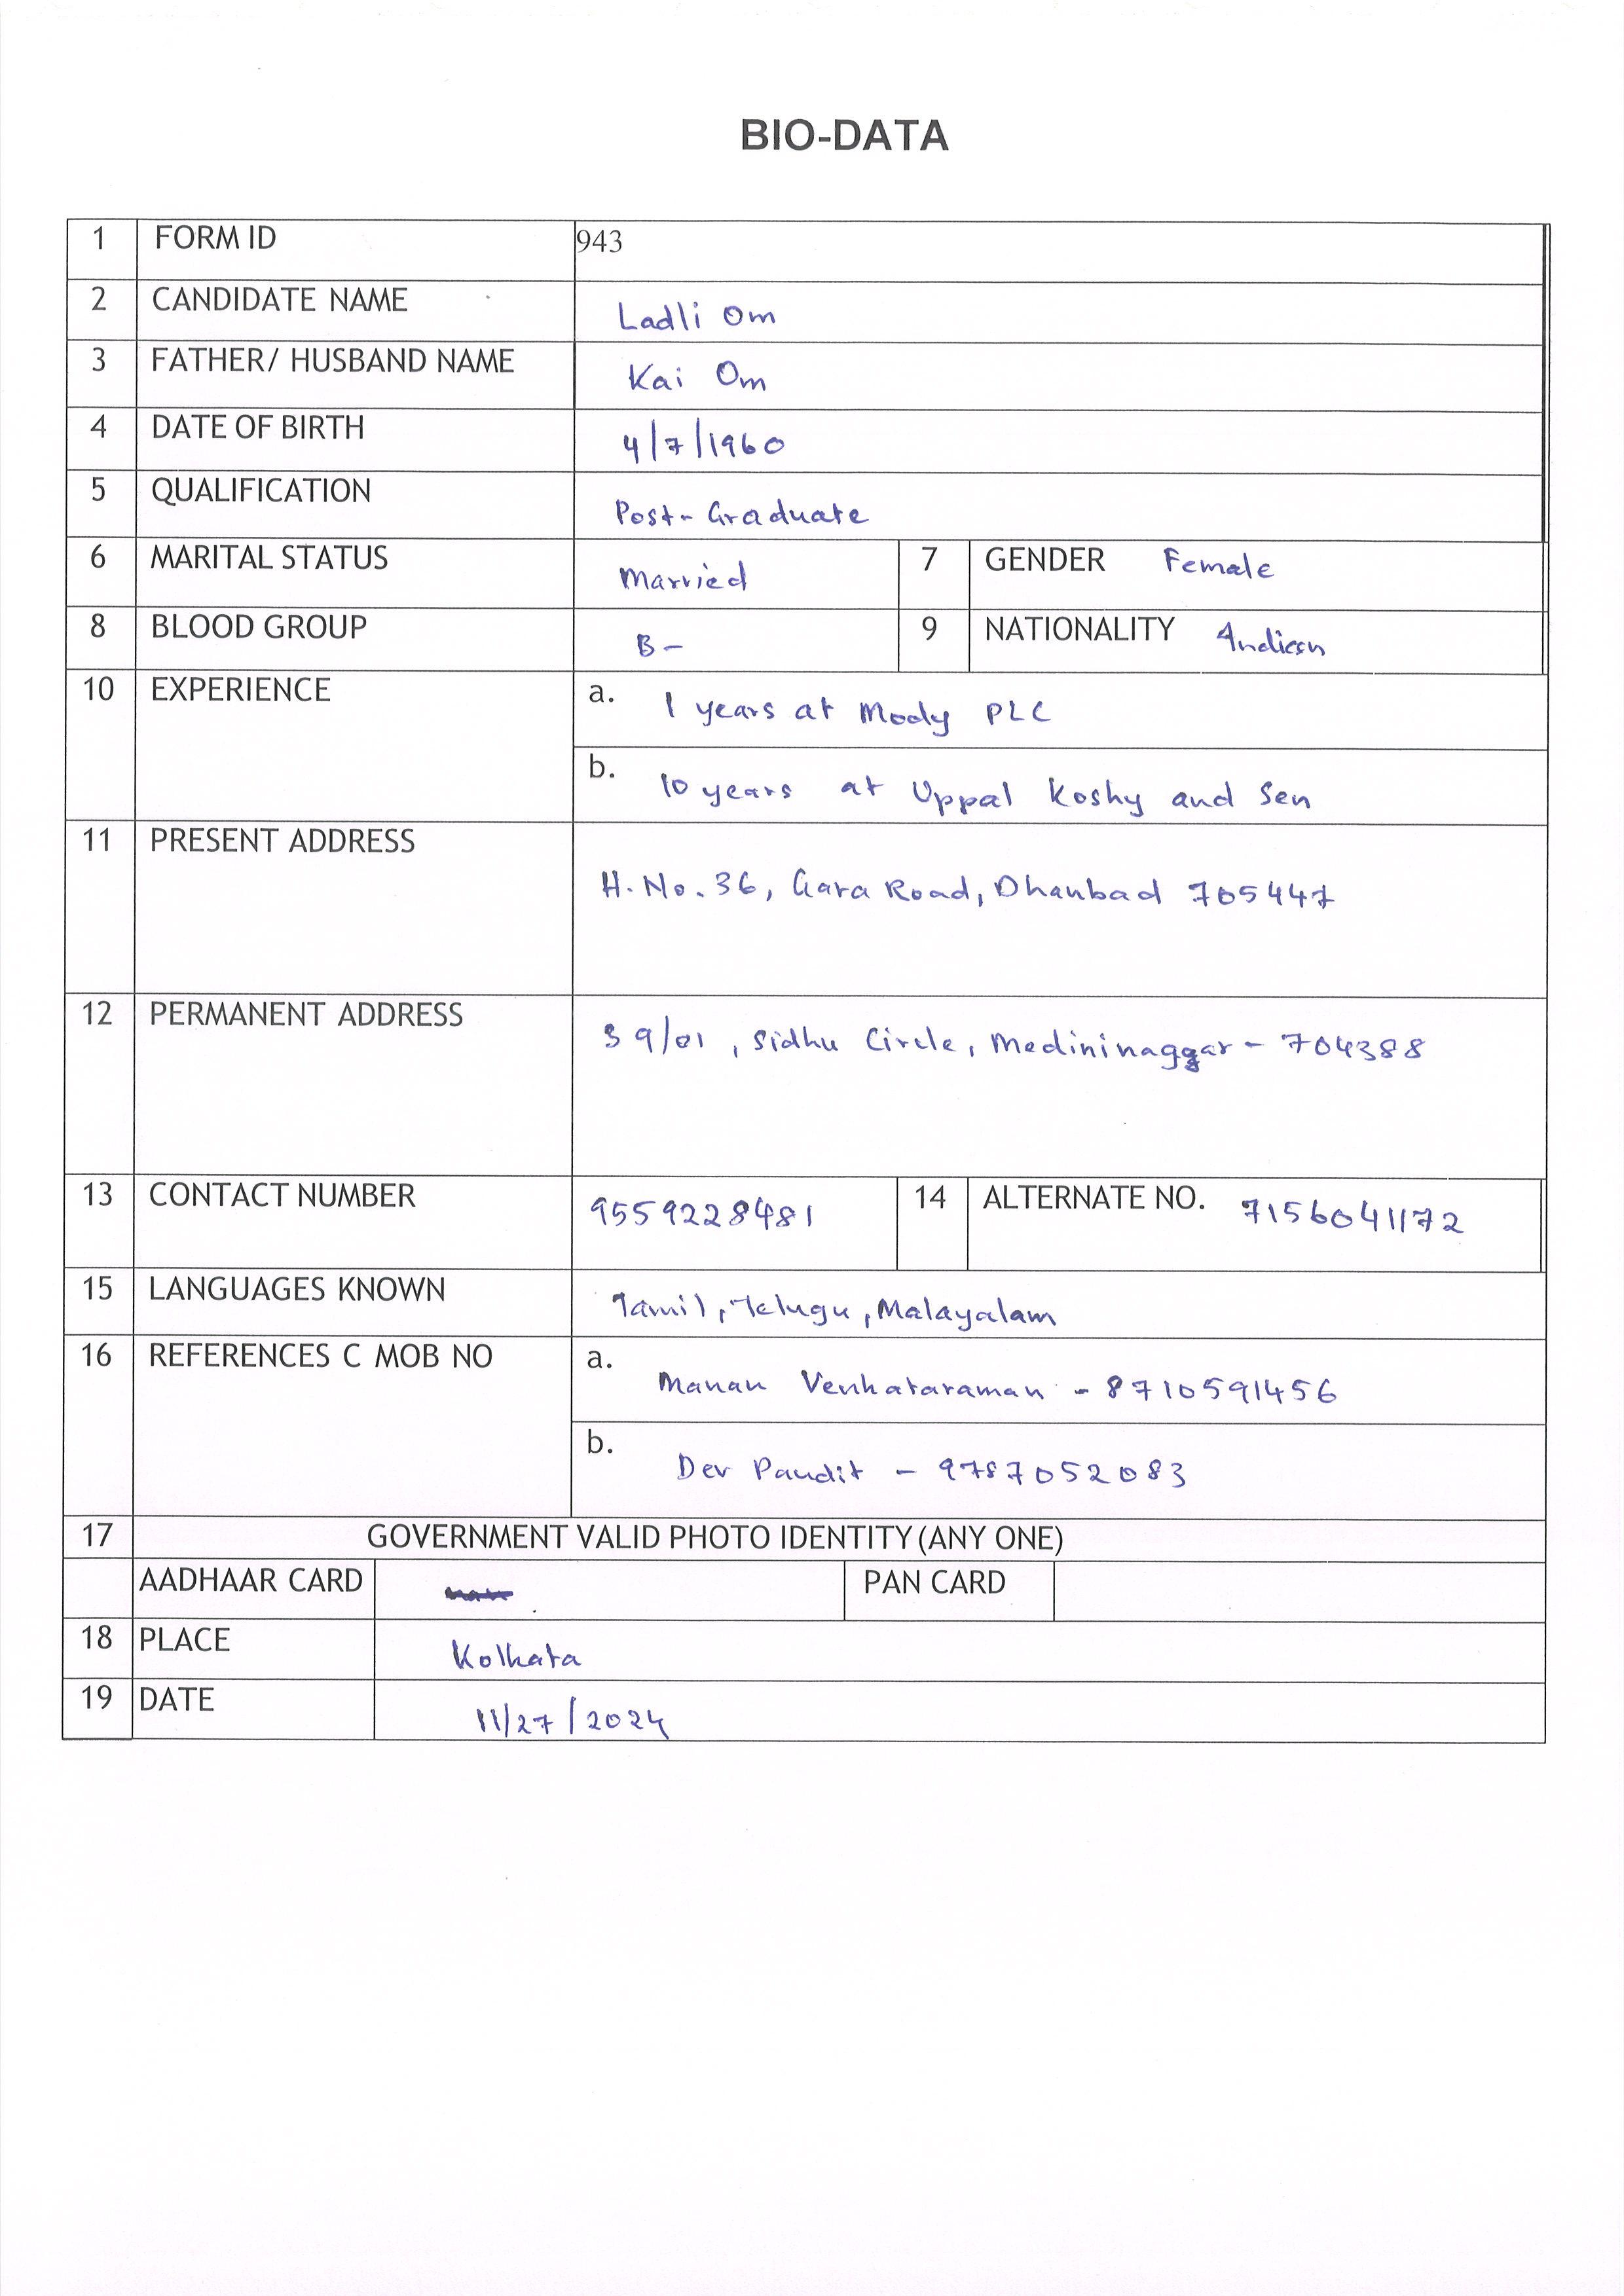 BIO-DATA
1 FORM ID 943
2 CANDIDATE NAME Ladli Om
3 FATHER/ HUSBAND NAME Kai Om
4 DATE OF BIRTH 4/7/1960
5 QUALIFICATION Post-Graduate
6 MARITAL STATUS Married 7 GENDER Female
8 BLOOD GROUP B- 9 NATIONALITY Indian
10 EXPERIENCE a. 1 years at Mody PLC
b. 10 years at Uppal Koshy and Sen
11 PRESENT ADDRESS
H.No.36, Gara Road, Dhanbad 705447
12 PERMANENT ADDRESS
39/01, Sidhu Circle, Medininaggar - 704388
13 CONTACT NUMBER 9559228481 14 ALTERNATE NO. 7156041172
15 LANGUAGES KNOWN Tamil, Telugu, Malayalam
16 REFERENCES C MOB NO a. Manan Venkataraman - 8710591456
b. Dev Pandit - 9787052083
17 GOVERNMENT VALID PHOTO IDENTITY (ANY ONE)
AADHAAR CARD PAN CARD
18 PLACE Kolkata
19 DATE 11/27/2024